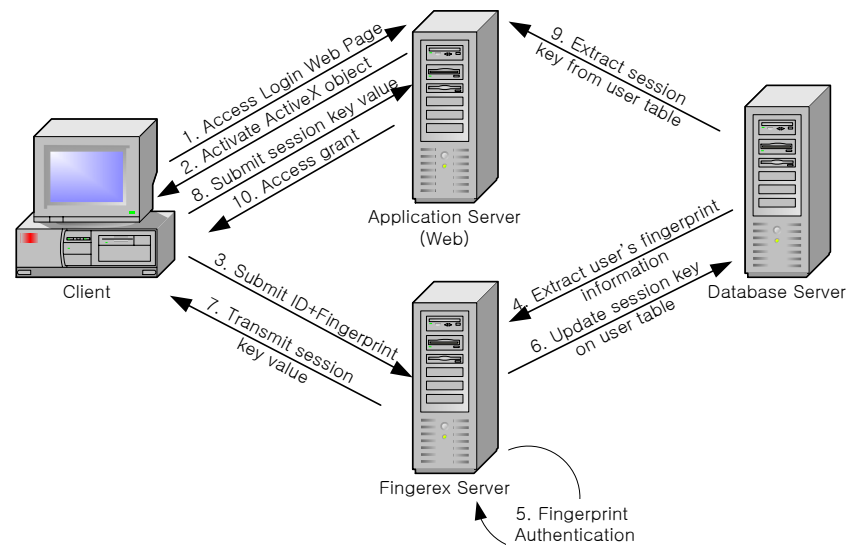 1. Access Login Web Page
2. Activate ActiveX object
8. Submit session key value
10. Access grant
9. Extract session
key from user table
Application Server
(Web)
Client
3. Submit ID+Fingerprint
7. Transmit session
key value
4. Extract user's fingerprint
information
6. Update session key
on user table
Database Server
Fingerex Server
5. Fingerprint
Authentication